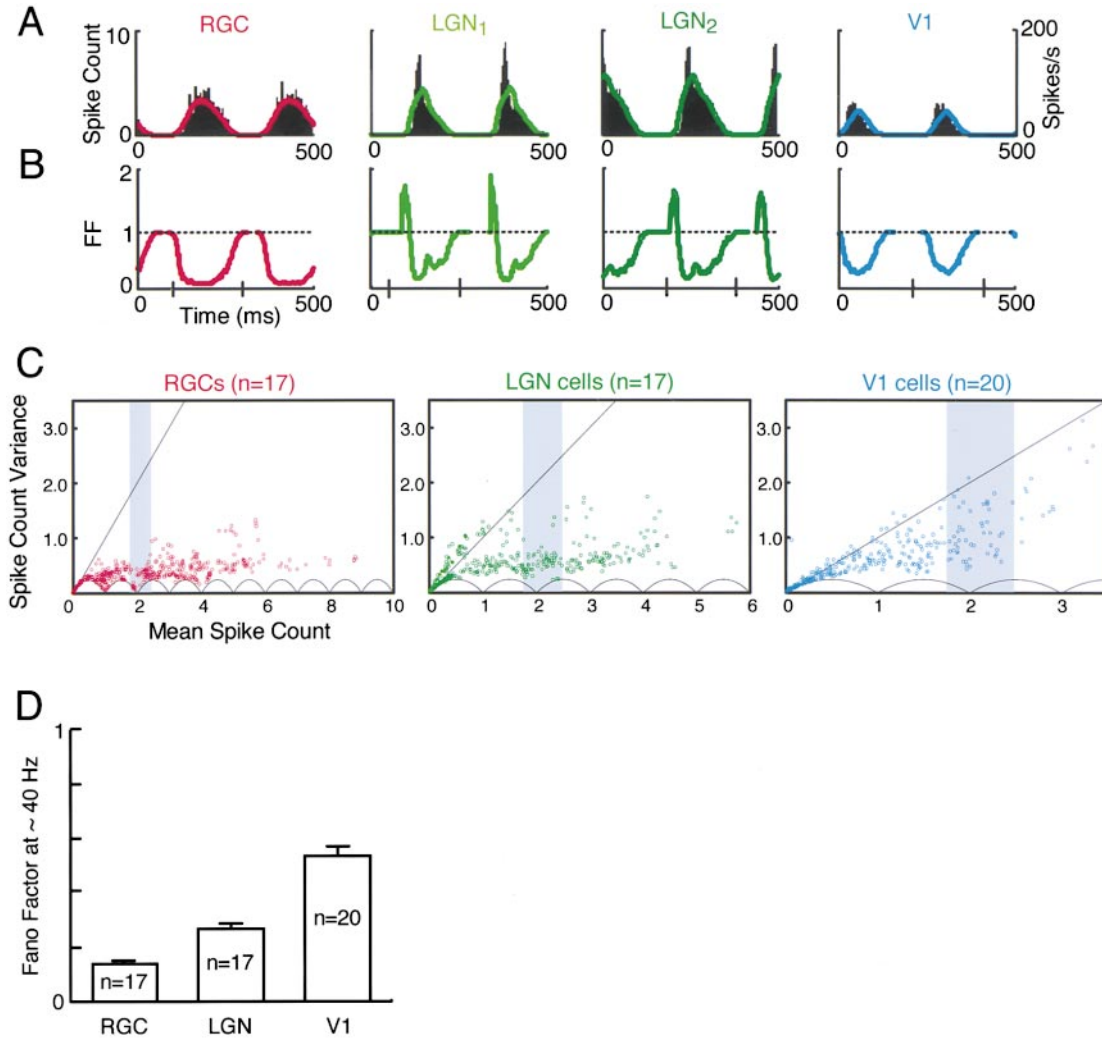 A
RGC
LGN1
LGN2
V1
Spike Count
10
0
200
0
Spikes/s
0 500
0 500
0 500
0 500
B
FF
2
1
0
0 500
0 500
0 500
0 500
Time (ms)
C
RGCs (n=17)
LGN cells (n=17)
V1 cells (n=20)
Spike Count Variance
3.0
2.0
1.0
3.0
2.0
1.0
3.0
2.0
1.0
0 2 4 6 8 10
0 1 2 3 4 5 6
0 1 2 3
Mean Spike Count
D
Fano Factor at ~ 40 Hz
1
0
n=17
n=17
n=20
RGC LGN V1